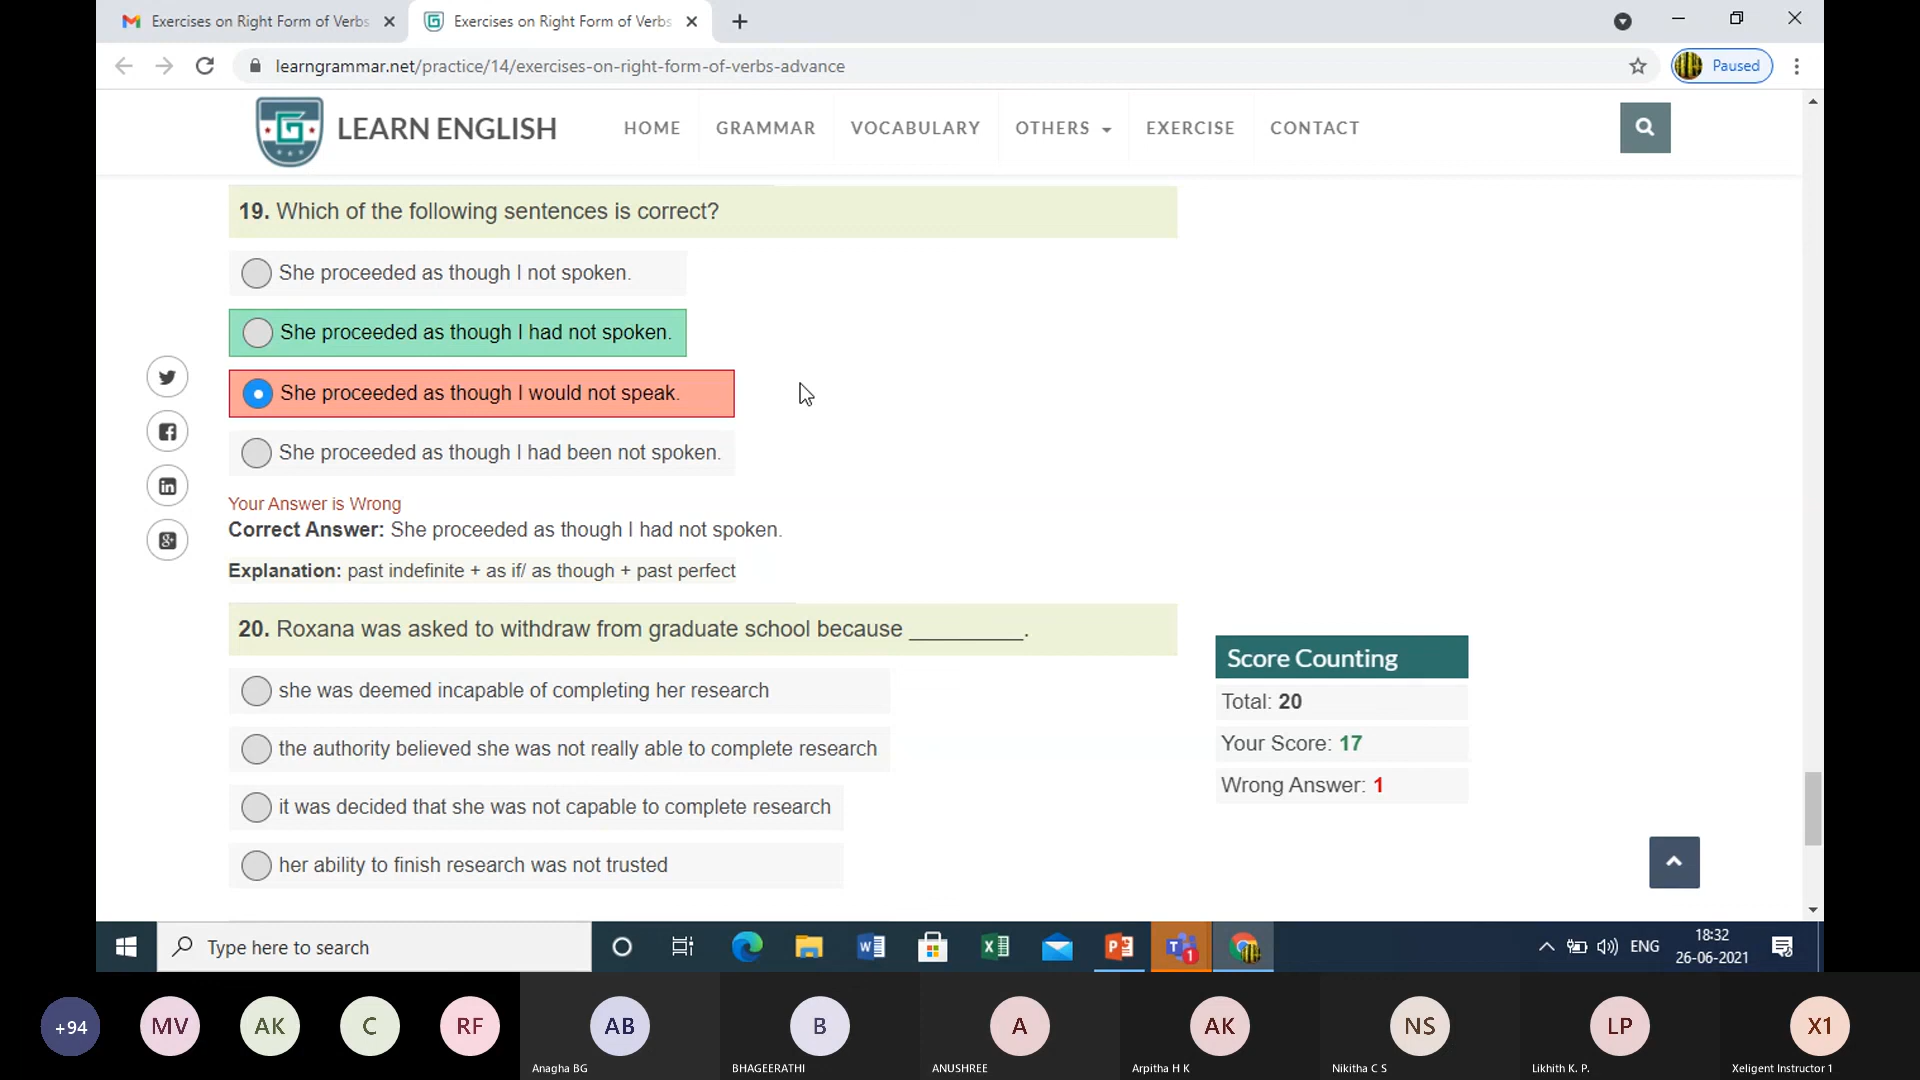 Exercises on Right Form of Verbs
Exercises on Right Form of Verbs
learngrammar.net/practice/14/exercises-on-right-form-of-verbs-advance
Paused
G
LEARN ENGLISH
HOME
GRAMMAR
VOCABULARY
OTHERS
EXERCISE
CONTACT
19. Which of the following sentences is correct?
She proceeded as though I not spoken.
She proceeded as though I had not spoken.
She proceeded as though I would not speak.
She proceeded as though I had been not spoken.
Your Answer is Wrong
Correct Answer: She proceeded as though I had not spoken.
Explanation: past indefinite + as if/ as though + past perfect
20. Roxana was asked to withdraw from graduate school because __________.
she was deemed incapable of completing her research
the authority believed she was not really able to complete research
it was decided that she was not capable to complete research
her ability to finish research was not trusted
Score Counting
Total: 20
Your Score: 17
Wrong Answer: 1
Type here to search
ENG
18:32
26-06-2021
+94
MV
AK
C
RF
AB
Anagha BG
B
BHAGEERATHI
A
ANUSHREE
AK
Arpitha H K
NS
Nikitha C S
LP
Likhith K. P.
X1
Xeligent Instructor 1